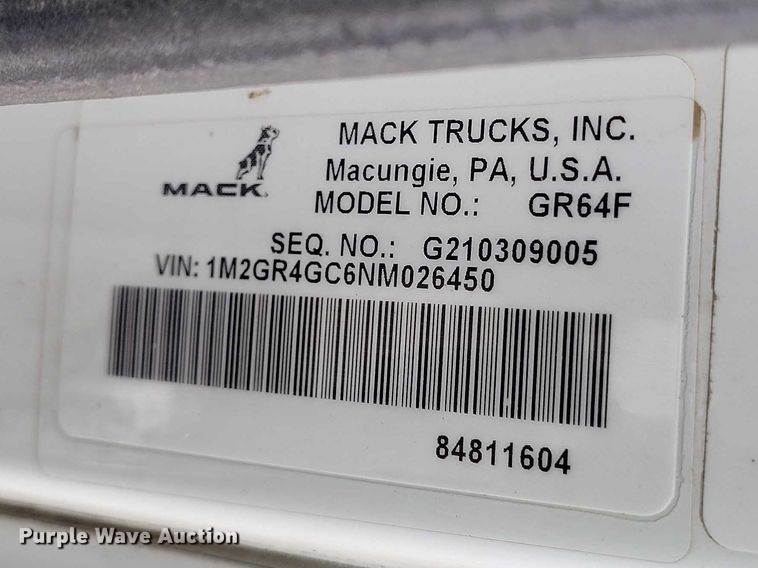 MACK
MACK TRUCKS, INC.
Macungie, PA, U.S.A.
MODEL NO.: GR64F
SEQ. NO.: G210309005
VIN: 1M2GR4GC6NM026450
84811604
Purple Wave Auction